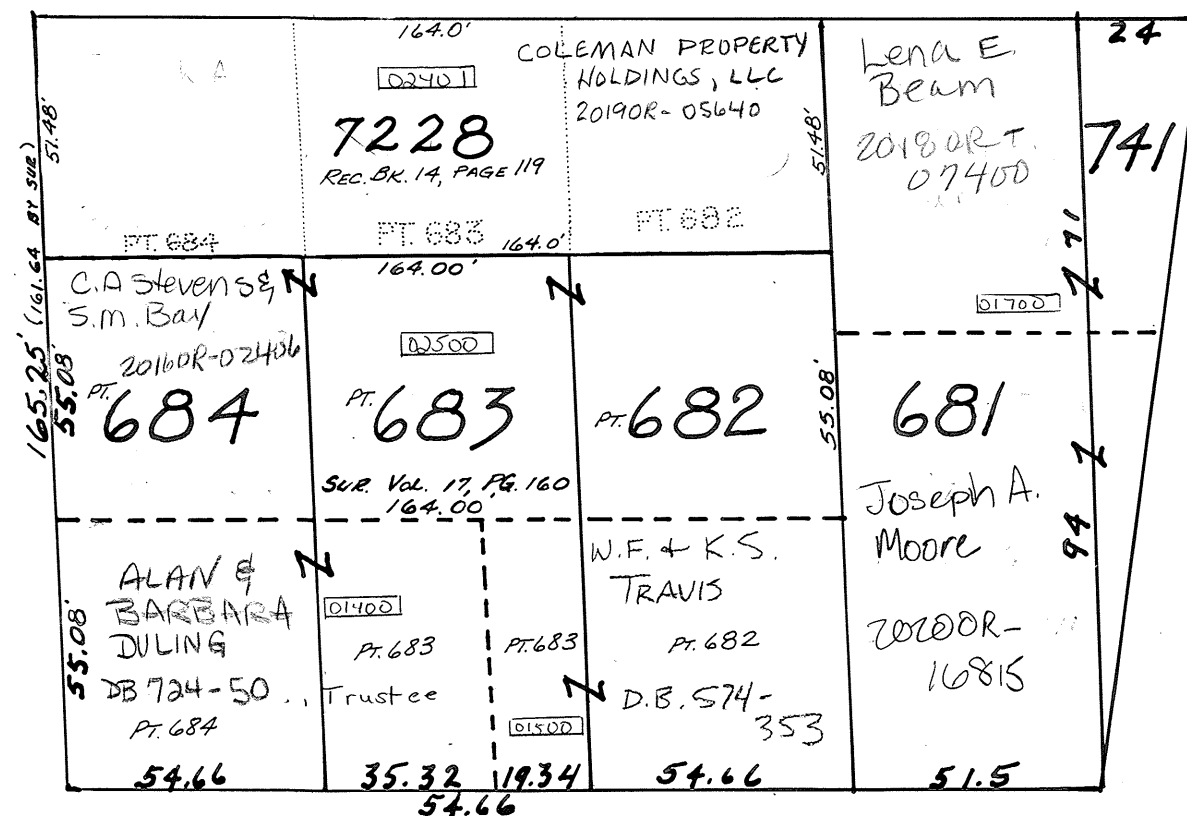 164.0'
02401
7228
REC. BK. 14, PAGE 119
COLEMAN PROPERTY
HOLDINGS, LLC
2019OR-05640
Lena E.
Beam
2018ORT.
07400
24
741
51.48'
51.48'
PT. 684
PT. 683
PT. 682
164.0'
71
01700
165.25' (161.64 BY SUR)
C.A Stevens &
S.M. Bay
2016OR-02406
PT. 684
55.08'
Z
164.00'
02500
PT. 683
SUR. VOL. 17, PG. 160
164.00
Z
PT. 682
55.08'
681
Z
Z
94
Joseph A.
Moore
2020OR-
16815
ALAN &
BARBARA
DULING
DB 724-50
PT. 684
55.08'
Z
01400
PT. 683
Trustee
PT. 683
Z
01500
W.F. & K.S.
TRAVIS
PT. 682
D.B. 574-
353
54.66
35.32
19.34
54.66
51.5
54.66